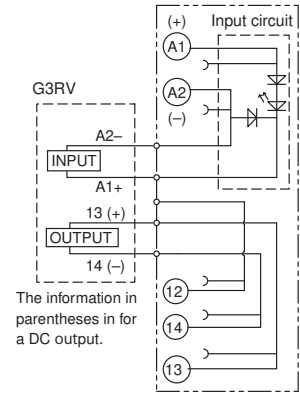 (+)
Input circuit
A1
G3RV
A2
(–)
A2–
INPUT
A1+
13 (+)
OUTPUT
14 (–)
12
14
13
The information in
parentheses in for
a DC output.